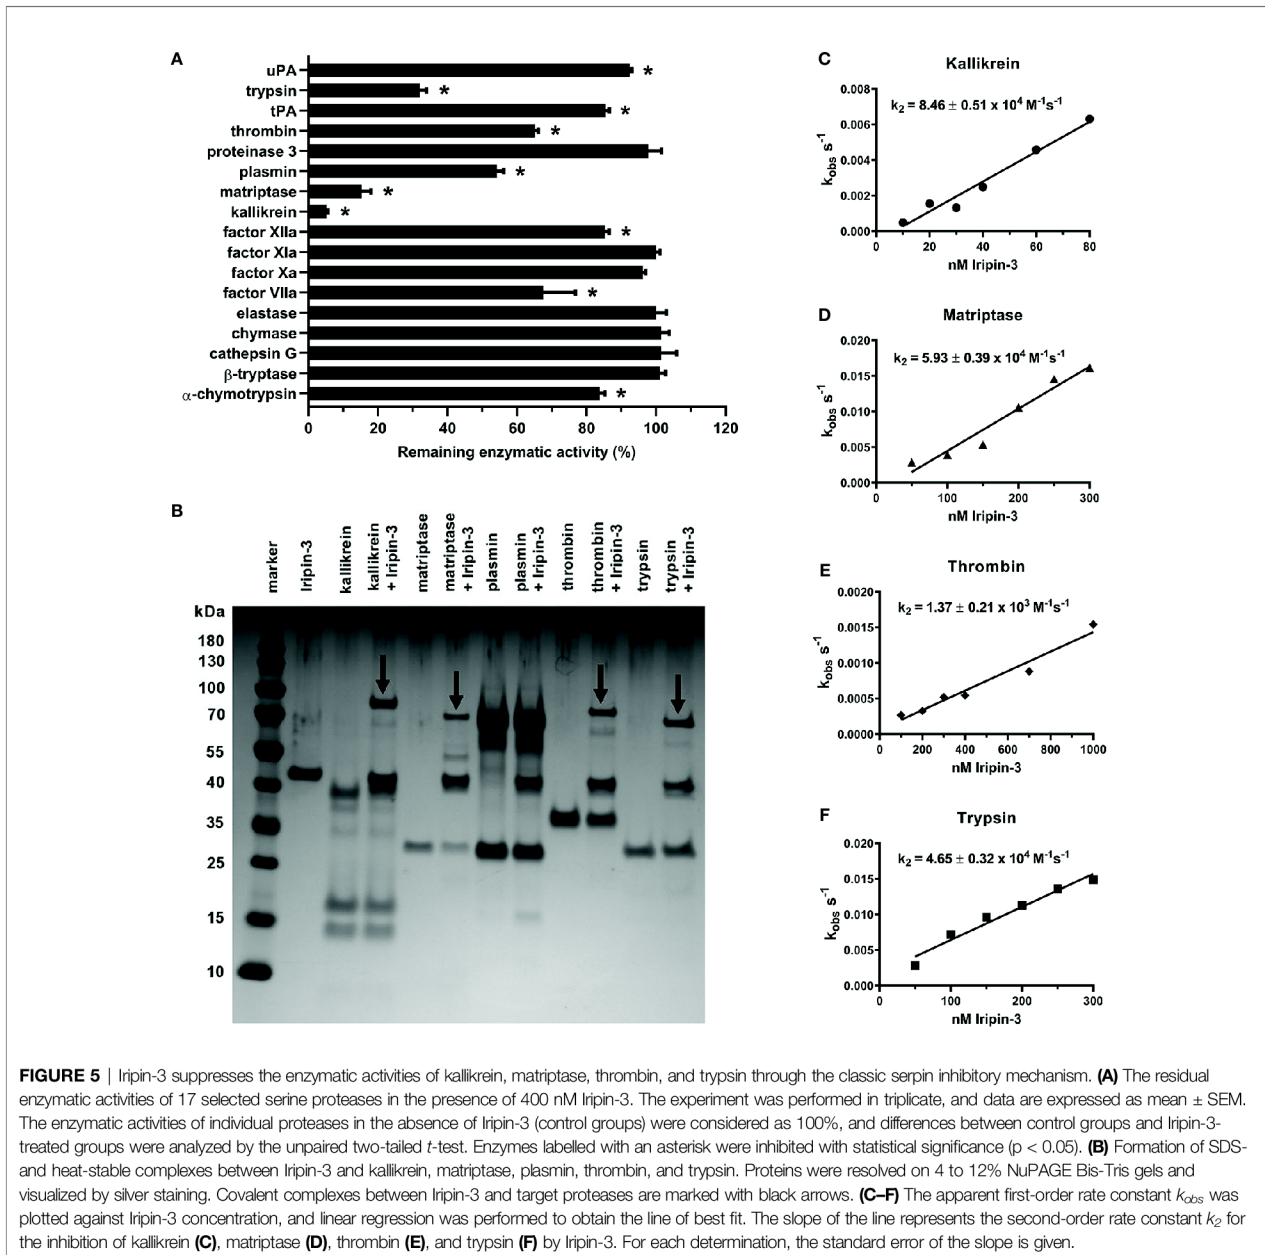 A
uPA
trypsin
tPA
thrombin
proteinase 3
plasmin
matriptase
kallikrein
factor XIIa
factor XIa
factor Xa
factor VIIa
elastase
chymase
cathepsin G
β-tryptase
α-chymotrypsin
* * * * * * * * * *
0 20 40 60 80 100 120
Remaining enzymatic activity (%)
B
marker
Iripin-3
kallikrein
kallikrein
+ Iripin-3
matriptase
matriptase
+ Iripin-3
plasmin
plasmin
+ Iripin-3
thrombin
thrombin
+ Iripin-3
trypsin
trypsin
+ Iripin-3
kDa
180
130
100
70
55
40
35
25
15
10
C
Kallikrein
k2 = 8.46 ± 0.51 x 10⁴ M⁻¹s⁻¹
kobs s⁻¹
0.008
0.006
0.004
0.002
0.000
0 20 40 60 80
nM Iripin-3
D
Matriptase
k2 = 5.93 ± 0.39 x 10⁴ M⁻¹s⁻¹
kobs s⁻¹
0.020
0.015
0.010
0.005
0.000
0 100 200 300
nM Iripin-3
E
Thrombin
k2 = 1.37 ± 0.21 x 10³ M⁻¹s⁻¹
kobs s⁻¹
0.0020
0.0015
0.0010
0.0005
0.0000
0 200 400 600 800 1000
nM Iripin-3
F
Trypsin
k2 = 4.65 ± 0.32 x 10⁴ M⁻¹s⁻¹
kobs s⁻¹
0.020
0.015
0.010
0.005
0.000
0 100 200 300
nM Iripin-3
FIGURE 5 | Iripin-3 suppresses the enzymatic activities of kallikrein, matriptase, thrombin, and trypsin through the classic serpin inhibitory mechanism. (A) The residual
enzymatic activities of 17 selected serine proteases in the presence of 400 nM Iripin-3. The experiment was performed in triplicate, and data are expressed as mean ± SEM.
The enzymatic activities of individual proteases in the absence of Iripin-3 (control groups) were considered as 100%, and differences between control groups and Iripin-3-
treated groups were analyzed by the unpaired two-tailed t-test. Enzymes labelled with an asterisk were inhibited with statistical significance (p < 0.05). (B) Formation of SDS-
and heat-stable complexes between Iripin-3 and kallikrein, matriptase, plasmin, thrombin, and trypsin. Proteins were resolved on 4 to 12% NuPAGE Bis-Tris gels and
visualized by silver staining. Covalent complexes between Iripin-3 and target proteases are marked with black arrows. (C–F) The apparent first-order rate constant kobs was
plotted against Iripin-3 concentration, and linear regression was performed to obtain the line of best fit. The slope of the line represents the second-order rate constant k2 for
the inhibition of kallikrein (C), matriptase (D), thrombin (E), and trypsin (F) by Iripin-3. For each determination, the standard error of the slope is given.